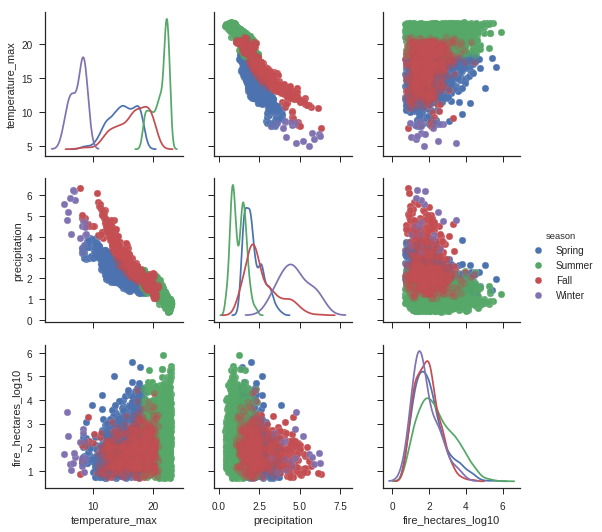 temperature_max
20
15
10
5
precipitation
6
5
4
3
2
1
0
season
Spring
Summer
Fall
Winter
fire_hectares_log10
6
5
4
3
2
1
10 20
0.0 2.5 5.0 7.5
0 2 4 6
temperature_max precipitation fire_hectares_log10